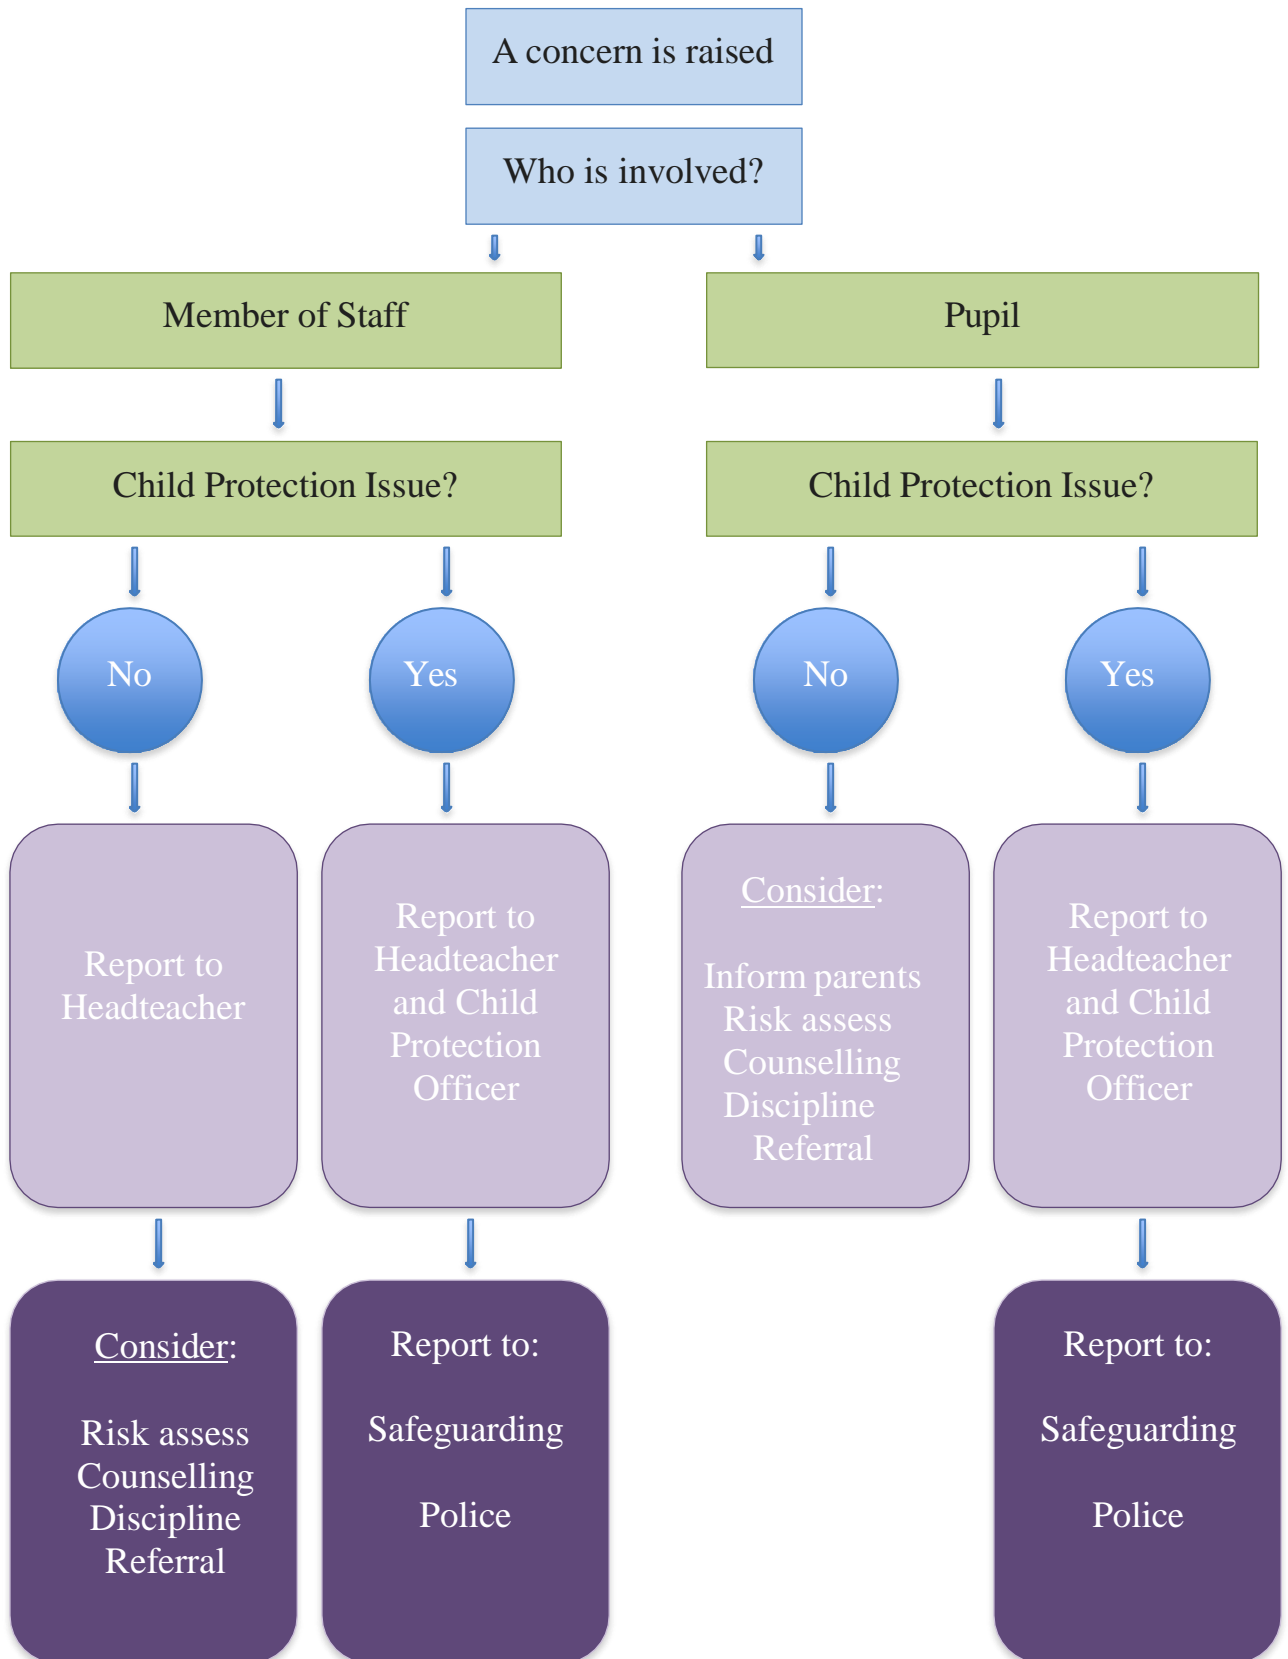 A concern is raised
Who is involved?
Member of Staff
Pupil
Child Protection Issue?
Child Protection Issue?
No
Yes
No
Yes
Report to
Headteacher
Report to
Headteacher
and Child
Protection
Officer
Consider:
Inform parents
Risk assess
Counselling
Discipline
Referral
Report to
Headteacher
and Child
Protection
Officer
Consider:
Risk assess
Counselling
Discipline
Referral
Report to:
Safeguarding
Police
Report to:
Safeguarding
Police